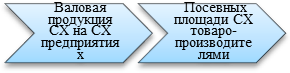 Валовая
продукция
СХ на СХ
предприятия
х
Посевных
площади СХ
товаро-
производите
лями